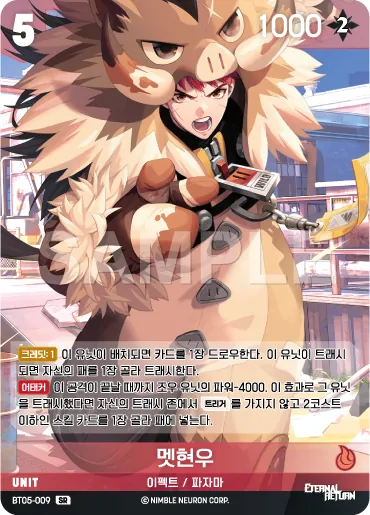 5
1000 2
SAMPLE
크레딧:1 이 유닛이 배치되면 카드를 1장 드로우한다. 이 유닛이 트래시
되면 자신의 패를 1장 골라 트래시한다.
어태커 이 공격이 끝날 때까지 조우 유닛의 파워-4000. 이 효과로 그 유닛
을 트래시했다면 자신의 트래시 존에서 트리거 를 가지지 않고 2코스트
이하인 스킬 카드를 1장 골라 패에 넣는다.
멧현우
UNIT
이펙트 / 파자마
BT05-009 SR
© NIMBLE NEURON CORP.
ETERNAL
RETURN